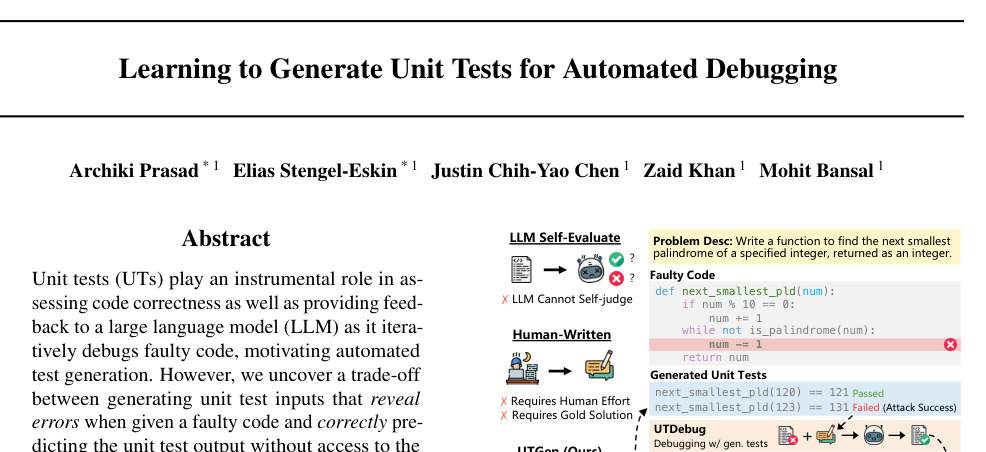 Learning to Generate Unit Tests for Automated Debugging
Archiki Prasad * 1 Elias Stengel-Eskin * 1 Justin Chih-Yao Chen 1 Zaid Khan 1 Mohit Bansal 1
Abstract
Unit tests (UTs) play an instrumental role in as-
sessing code correctness as well as providing feed-
back to a large language model (LLM) as it itera-
tively debugs faulty code, motivating automated
test generation. However, we uncover a trade-off
between generating unit test inputs that reveal
errors when given a faulty code and correctly pre-
dicting the unit test output without access to the
LLM Self-Evaluate
?
?
✗ LLM Cannot Self-judge
Human-Written
✗ Requires Human Effort
✗ Requires Gold Solution
UTGen (Ours)
Problem Desc: Write a function to find the next smallest
palindrome of a specified integer, returned as an integer.
Faulty Code
def next_smallest_pld(num):
    if num % 10 == 0:
        num += 1
    while not is_palindrome(num):
        num -= 1
    return num
Generated Unit Tests
next_smallest_pld(120) == 121 Passed
next_smallest_pld(123) == 131 Failed (Attack Success)
UTDebug
Debugging w/ gen. tests
+